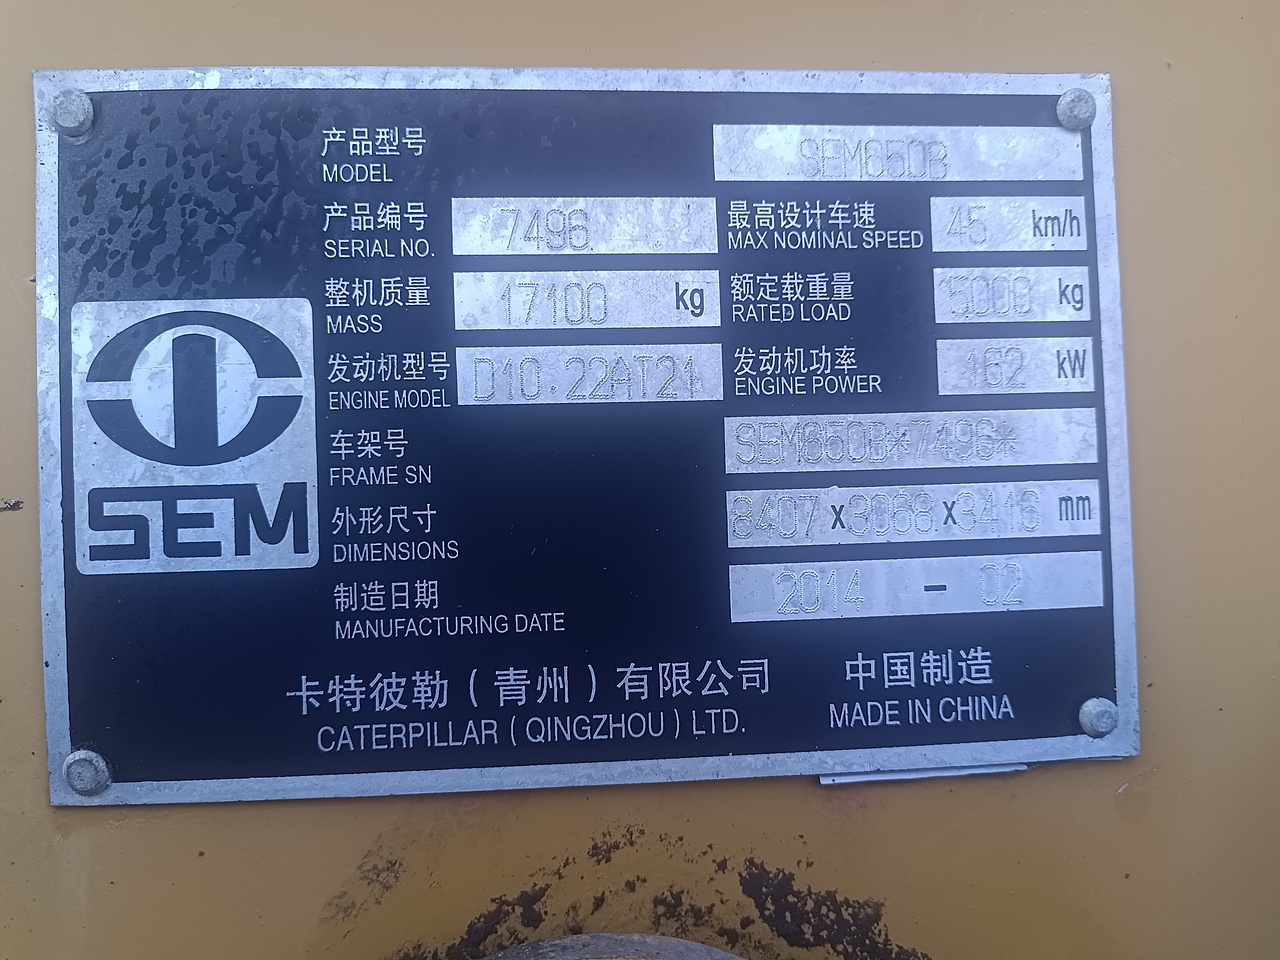 产品型号 SEM650B
MODEL
产品编号 7496 最高设计车速 45 km/h
SERIAL NO. MAX NOMINAL SPEED
整机质量 17100 kg 额定载重量 5000 kg
MASS RATED LOAD
发动机型号 D10.22AT21 发动机功率 162 kW
ENGINE MODEL ENGINE POWER
车架号 SEM650B*7496*
FRAME SN
外形尺寸 8407 x 3068 x 3416 mm
DIMENSIONS
制造日期 2014 - 02
MANUFACTURING DATE
SEM
卡特彼勒（青州）有限公司 中国制造
CATERPILLAR (QINGZHOU) LTD. MADE IN CHINA